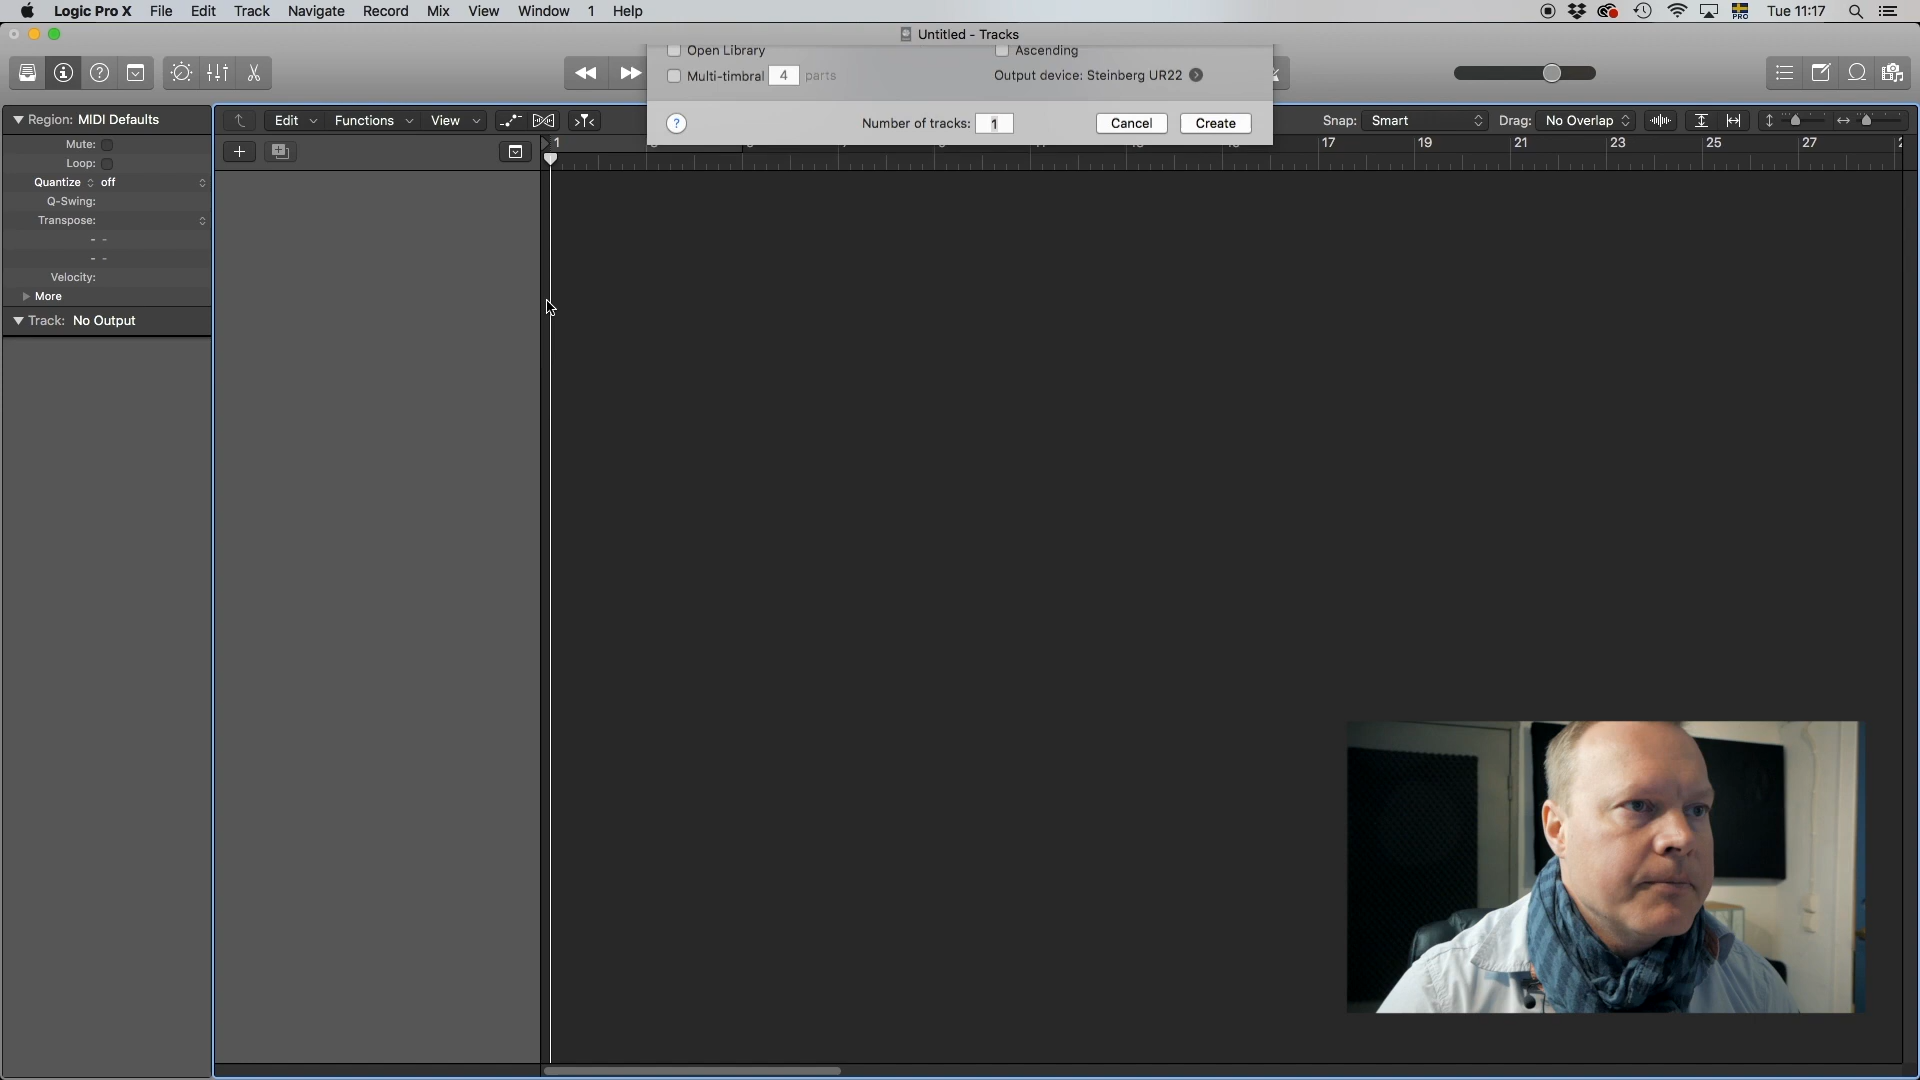 Logic Pro X File Edit Track Navigate Record Mix View Window 1 Help
PRO Tue 11:17
Untitled - Tracks
Open Library Ascending
Multi-timbral 4 parts Output device: Steinberg UR22
? Number of tracks: 1 Cancel Create
Region: MIDI Defaults
Edit Functions View
Snap: Smart Drag: No Overlap
1 17 19 21 23 25 27
Mute:
Loop:
Quantize off
Q-Swing:
Transpose:
- -
- -
Velocity:
More
Track: No Output